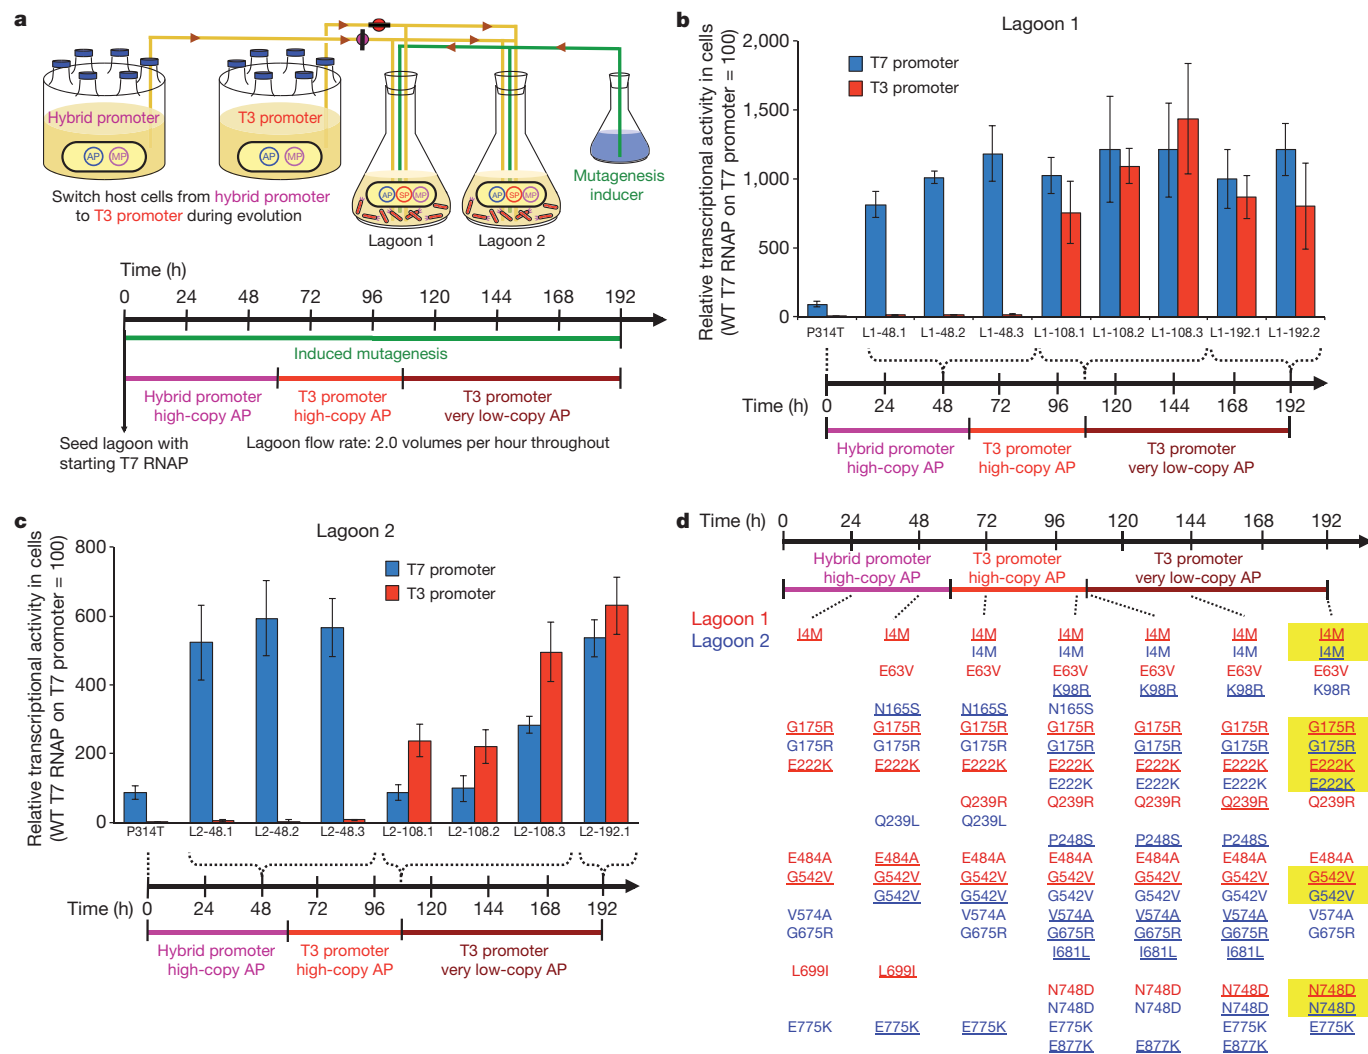 a
Hybrid promoter
T3 promoter
AP
MP
AP
MP
AP
SP
MP
AP
SP
MP
Mutagenesis
inducer
Switch host cells from hybrid promoter
to T3 promoter during evolution
Lagoon 1
Lagoon 2
Time (h)
0 24 48 72 96 120 144 168 192
Induced mutagenesis
Hybrid promoter
high-copy AP
T3 promoter
high-copy AP
T3 promoter
very low-copy AP
Seed lagoon with
starting T7 RNAP
Lagoon flow rate: 2.0 volumes per hour throughout
b
Lagoon 1
Relative transcriptional activity in cells
(WT T7 RNAP on T7 promoter = 100)
2,000
1,500
1,000
500
0
T7 promoter
T3 promoter
P314T L1-48.1 L1-48.2 L1-48.3 L1-108.1 L1-108.2 L1-108.3 L1-192.1 L1-192.2
Time (h) 0 24 48 72 96 120 144 168 192
Hybrid promoter
high-copy AP
T3 promoter
high-copy AP
T3 promoter
very low-copy AP
c
Lagoon 2
Relative transcriptional activity in cells
(WT T7 RNAP on T7 promoter = 100)
800
600
400
200
0
T7 promoter
T3 promoter
P314T L2-48.1 L2-48.2 L2-48.3 L2-108.1 L2-108.2 L2-108.3 L2-192.1
Time (h) 0 24 48 72 96 120 144 168 192
Hybrid promoter
high-copy AP
T3 promoter
high-copy AP
T3 promoter
very low-copy AP
d
Time (h) 0 24 48 72 96 120 144 168 192
Hybrid promoter
high-copy AP
T3 promoter
high-copy AP
T3 promoter
very low-copy AP
Lagoon 1
Lagoon 2
I4M I4M I4M I4M I4M I4M I4M
I4M I4M I4M I4M I4M
E63V E63V E63V E63V E63V E63V
K98R K98R K98R K98R
N165S N165S N165S
G175R G175R G175R G175R G175R G175R G175R
G175R G175R G175R G175R G175R G175R G175R
E222K E222K E222K E222K E222K E222K E222K
E222K E222K E222K E222K
Q239R Q239R Q239R Q239R Q239R
Q239L Q239L
P248S P248S P248S
E484A E484A E484A E484A E484A E484A E484A
G542V G542V G542V G542V G542V G542V G542V
G542V G542V G542V G542V G542V G542V
V574A V574A V574A V574A V574A V574A
G675R G675R G675R G675R G675R G675R
I681L I681L I681L
L699I L699I
N748D N748D N748D N748D
N748D N748D N748D N748D
E775K E775K E775K E775K E775K E775K
E877K E877K E877K